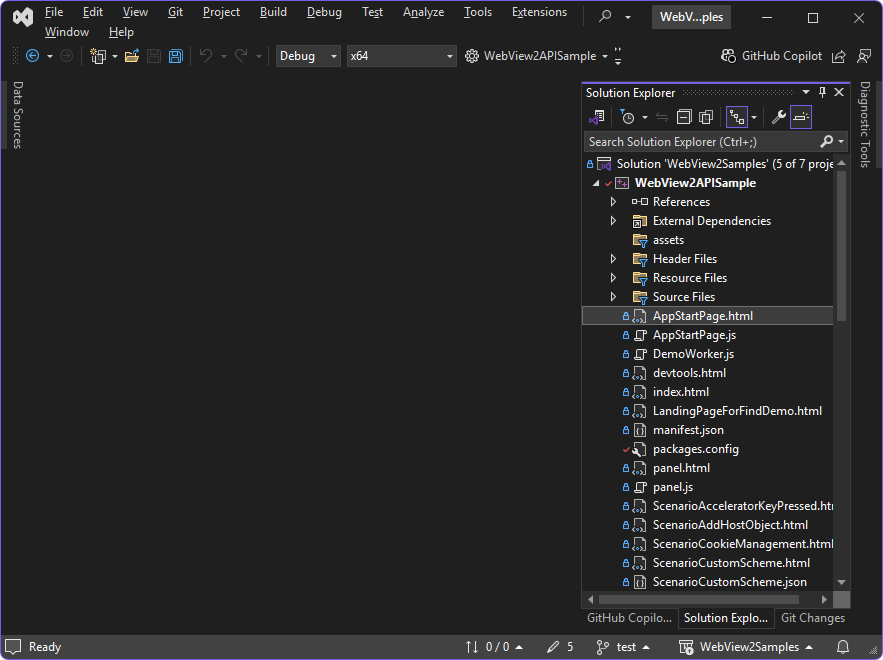 File Edit View Git Project Build Debug Test Analyze Tools Extensions WebV...ples
Window Help
Debug x64 WebView2APISample GitHub Copilot
Data Sources
Solution Explorer
Diagnostic Tools
Search Solution Explorer (Ctrl+;)
Solution 'WebView2Samples' (5 of 7 proje
WebView2APISample
References
External Dependencies
assets
Header Files
Resource Files
Source Files
AppStartPage.html
AppStartPage.js
DemoWorker.js
devtools.html
index.html
LandingPageForFindDemo.html
manifest.json
packages.config
panel.html
panel.js
ScenarioAcceleratorKeyPressed.htm
ScenarioAddHostObject.html
ScenarioCookieManagement.html
ScenarioCustomScheme.html
ScenarioCustomScheme.json
GitHub Copilo... Solution Explo... Git Changes
Ready 0 / 0 5 test WebView2Samples